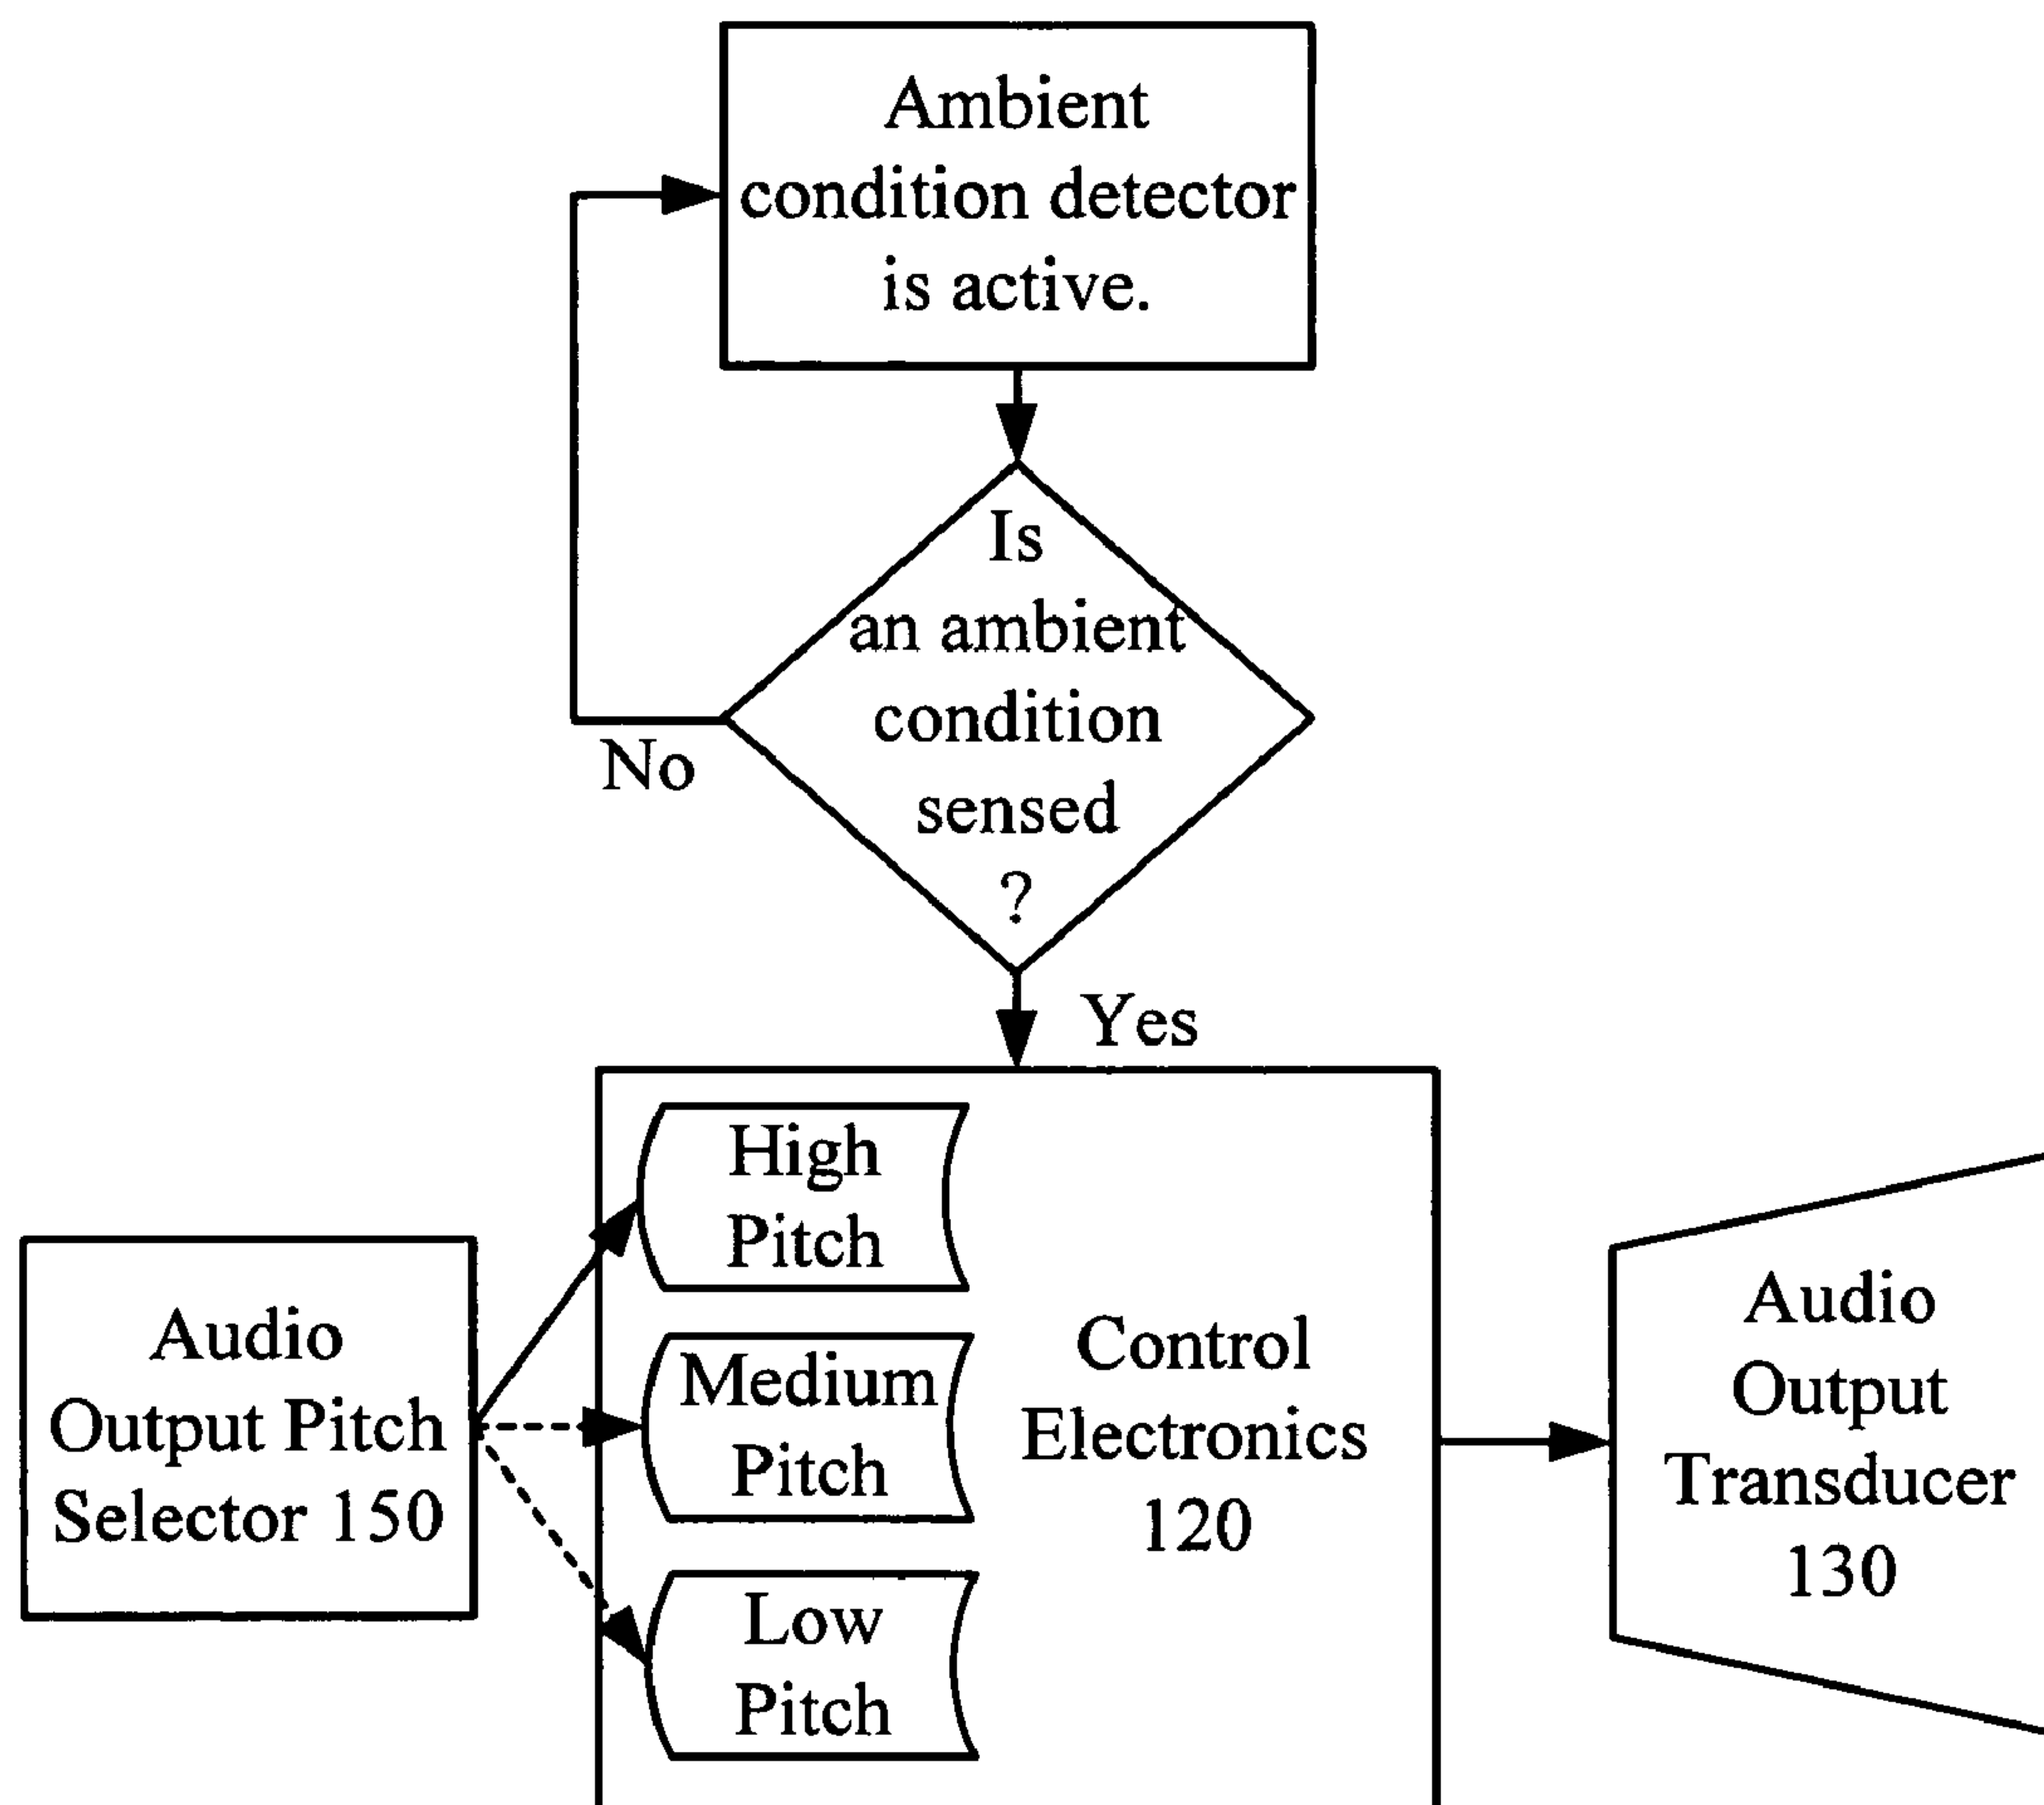 Ambient
condition detector
is active.
Is
an ambient
condition
sensed
?
No
Yes
High
Pitch
Medium
Pitch
Low
Pitch
Control
Electronics
120
Audio
Output Pitch
Selector 150
Audio
Output
Transducer
130